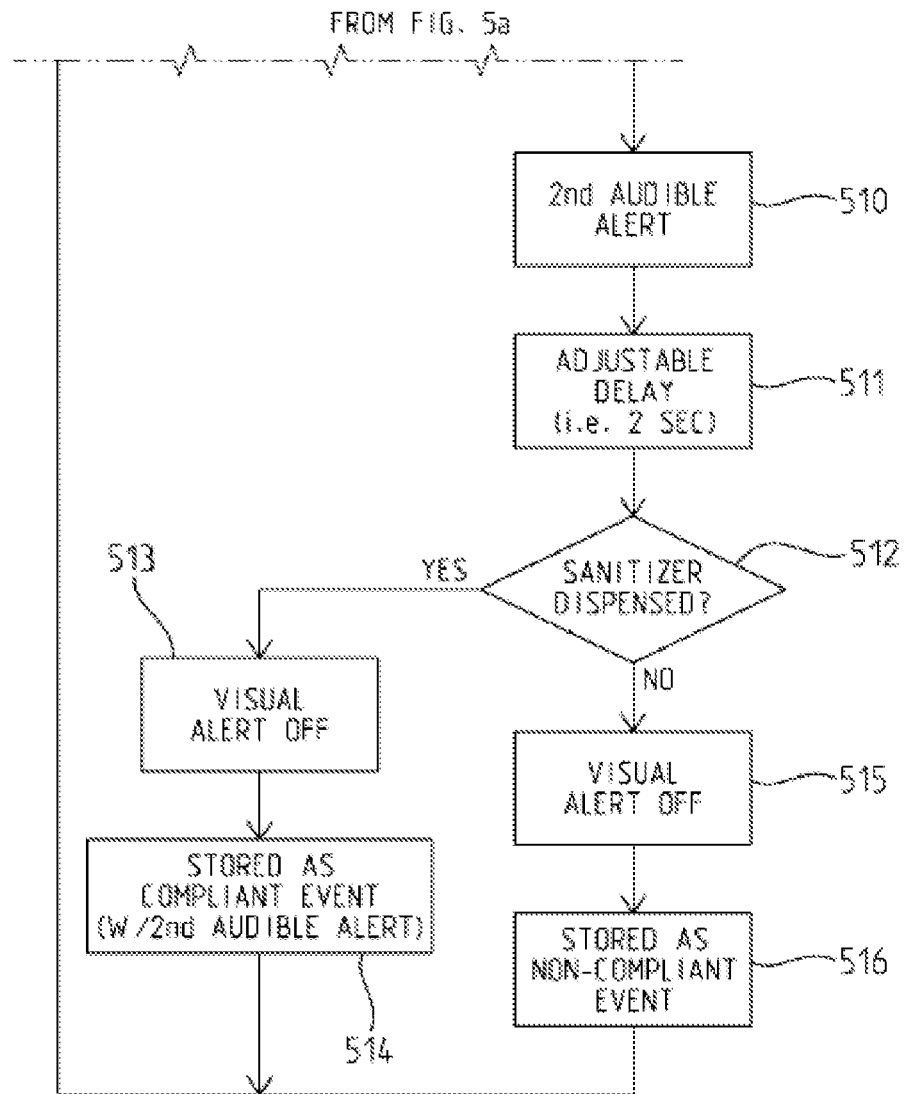 FROM FIG. 5a
2nd AUDIBLE
ALERT
510
ADJUSTABLE
DELAY
(i.e. 2 SEC)
511
SANITIZER
DISPENSED?
512
YES
NO
513
VISUAL
ALERT OFF
VISUAL
ALERT OFF
515
STORED AS
COMPLIANT EVENT
(W/2nd AUDIBLE ALERT)
514
STORED AS
NON-COMPLIANT
EVENT
516